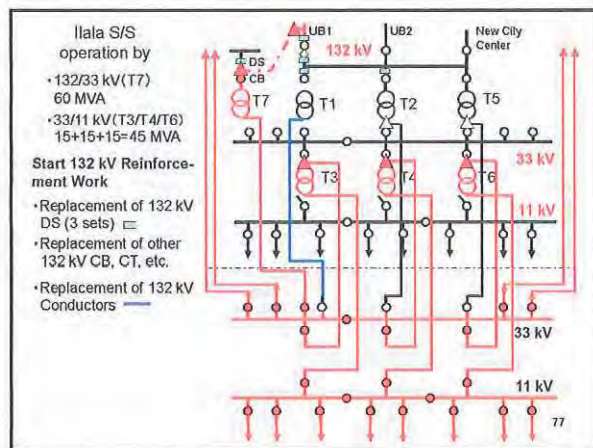 Ilala S/S
operation by
・132/33 kV(T7)
60 MVA
・33/11 kV(T3/T4/T6)
15+15+15=45 MVA
Start 132 kV Reinforce-
ment Work
・Replacement of 132 kV
DS (3 sets)
・Replacement of other
132 kV CB, CT, etc.
・Replacement of 132 kV
Conductors
UB1
UB2
New City
Center
132 kV
DS
CB
T7
T1
T2
T5
33 kV
T3
T4
T6
11 kV
33 kV
11 kV
77